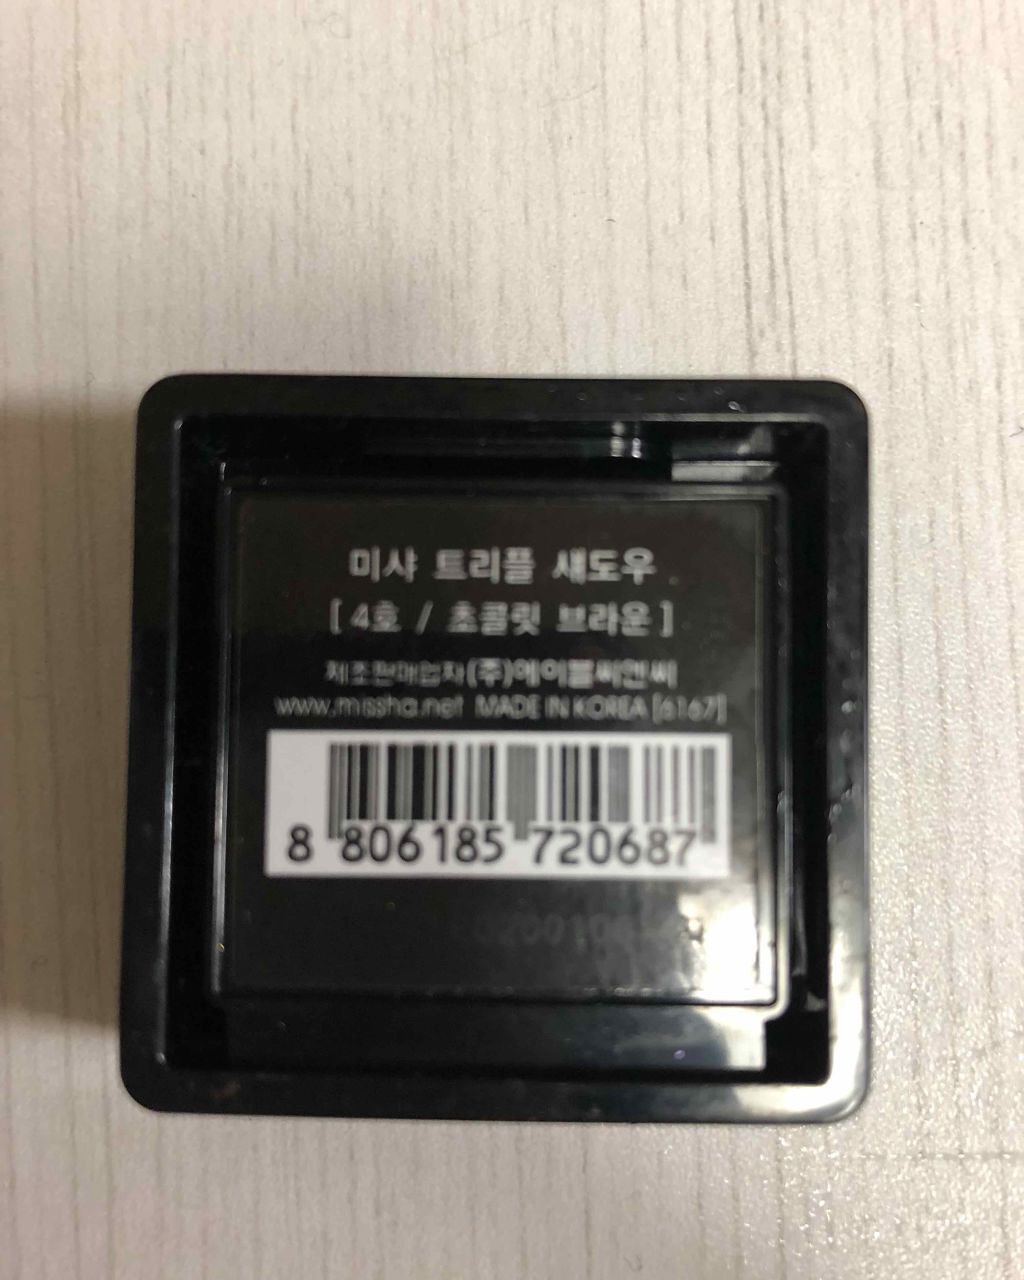 미샤 트리플 섀도우
[ 4호 / 초콜릿 브라운 ]
제조판매업자(주)에이블씨엔씨
www.missha.net MADE IN KOREA [6167]
8 806185 720687